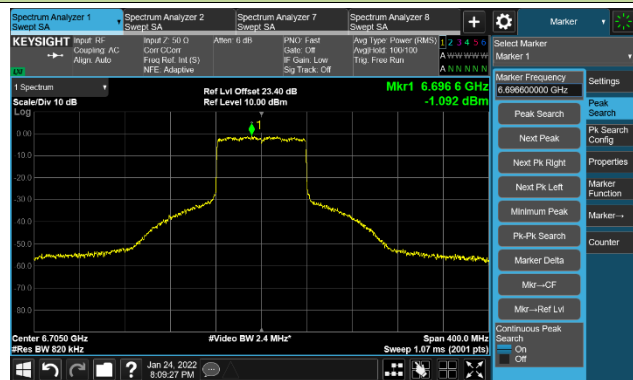 Spectrum Analyzer 1
Swept SA
Spectrum Analyzer 2
Swept SA
Spectrum Analyzer 7
Swept SA
Spectrum Analyzer 8
Swept SA
Marker
KEYSIGHT
Input: RF
Coupling: AC
Align: Auto
Input Z: 50 Ω
Corr CCorr
Freq Ref: Int (S)
NFE: Adaptive
Atten: 6 dB
PNO: Fast
Gate: Off
IF Gain: Low
Sig Track: Off
Avg Type: Power (RMS)
Avg|Hold: 100/100
Trig: Free Run
1 2 3 4 5 6
A W W W W W
A N N N N N
LXI
Select Marker
Marker 1
1 Spectrum
Scale/Div 10 dB
Log
Ref Lvl Offset 23.40 dB
Ref Level 10.00 dBm
Mkr1 6.696 6 GHz
-1.092 dBm
Marker Frequency
6.696600000 GHz
Peak Search
Next Peak
Next Pk Right
Next Pk Left
Minimum Peak
Pk-Pk Search
Marker Delta
Mkr→CF
Mkr→Ref Lvl
Continuous Peak
Search
On
Off
Settings
Peak
Search
Pk Search
Config
Properties
Marker
Function
Marker→
Counter
1
0.00
-10.0
-20.0
-30.0
-40.0
-50.0
-60.0
-70.0
-80.0
Center 6.7050 GHz
#Res BW 820 kHz
#Video BW 2.4 MHz*
Span 400.0 MHz
Sweep 1.07 ms (2001 pts)
?
Jan 24, 2022
8:09:27 PM